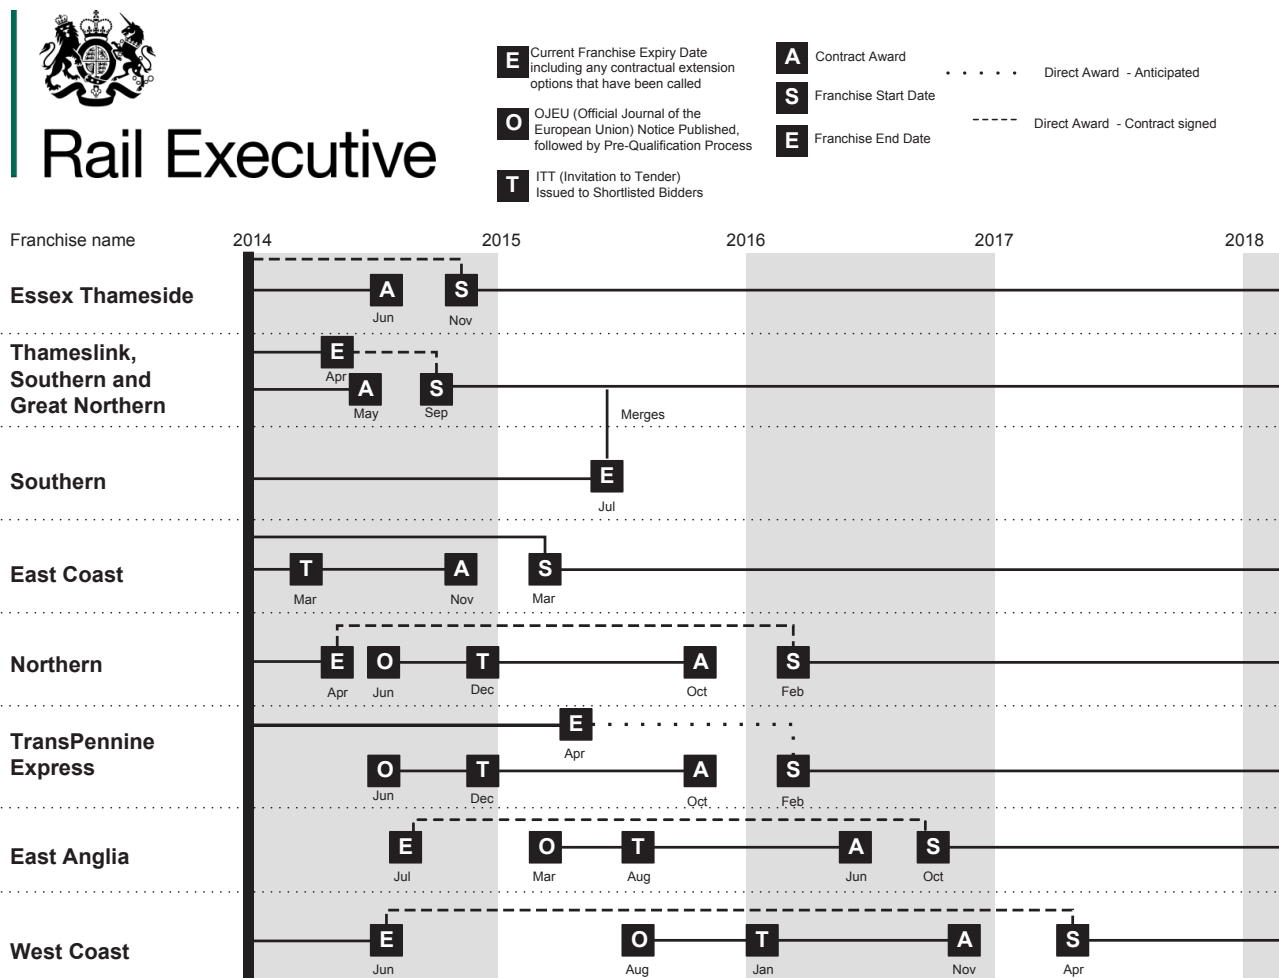 Rail Executive
E Current Franchise Expiry Date
including any contractual extension
options that have been called
O OJEU (Official Journal of the
European Union) Notice Published,
followed by Pre-Qualification Process
T ITT (Invitation to Tender)
Issued to Shortlisted Bidders
A Contract Award
S Franchise Start Date
E Franchise End Date
Direct Award - Anticipated
Direct Award - Contract signed
Franchise name 2014 2015 2016 2017 2018
Essex Thameside
A S
Jun Nov
Thameslink,
Southern and
Great Northern
E
Apr
A S
May Sep
Merges
Southern
E
Jul
East Coast
T A S
Mar Nov Mar
Northern
E O T A S
Apr Jun Dec Oct Feb
TransPennine
Express
E
Apr
O T A S
Jun Dec Oct Feb
East Anglia
E O T A S
Jul Mar Aug Jun Oct
West Coast
E O T A S
Jun Aug Jan Nov Apr